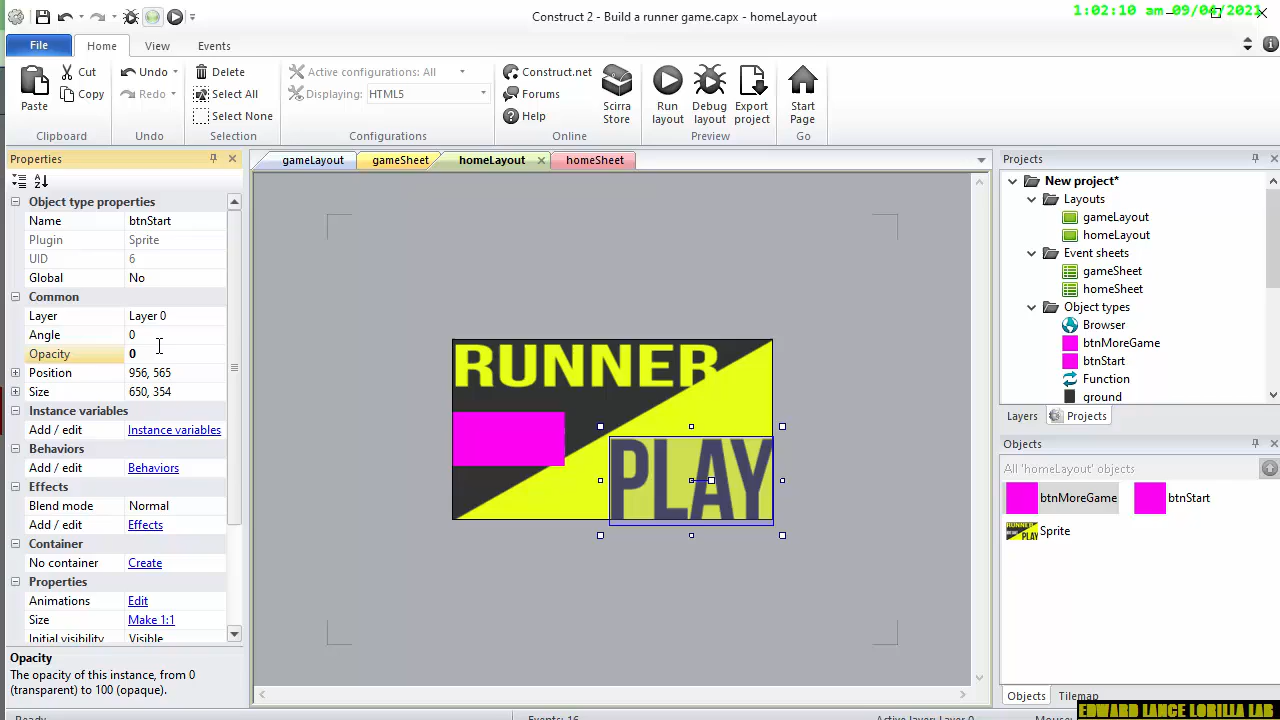 Construct 2 - Build a runner game.capx - homeLayout
1:02:10 am 09/04/2021
File
Home
View
Events
Paste
Cut
Copy
Clipboard
Undo
Redo
Undo
Delete
Select All
Select None
Selection
Active configurations: All
Displaying:
HTML5
Configurations
Construct.net
Forums
Help
Scirra
Store
Online
Run
layout
Debug
layout
Export
project
Preview
Start
Page
Go
Properties
gameLayout
gameSheet
homeLayout
homeSheet
Projects
Object type properties
Name btnStart
Plugin Sprite
UID 6
Global No
Common
Layer Layer 0
Angle 0
Opacity 0
Position 956, 565
Size 650, 354
Instance variables
Add / edit Instance variables
Behaviors
Add / edit Behaviors
Effects
Blend mode Normal
Add / edit Effects
Container
No container Create
Properties
Animations Edit
Size Make 1:1
Initial visibility Visible
Opacity
The opacity of this instance, from 0
(transparent) to 100 (opaque).
RUNNER
PLAY
New project*
Layouts
gameLayout
homeLayout
Event sheets
gameSheet
homeSheet
Object types
Browser
btnMoreGame
btnStart
Function
ground
Layers
Projects
Objects
All 'homeLayout' objects
btnMoreGame
btnStart
Sprite
Objects
Tilemap
Ready
Events: 16
Active layer: Layer 0
Mouse:
EDWARD LANCE LORILLA LAB